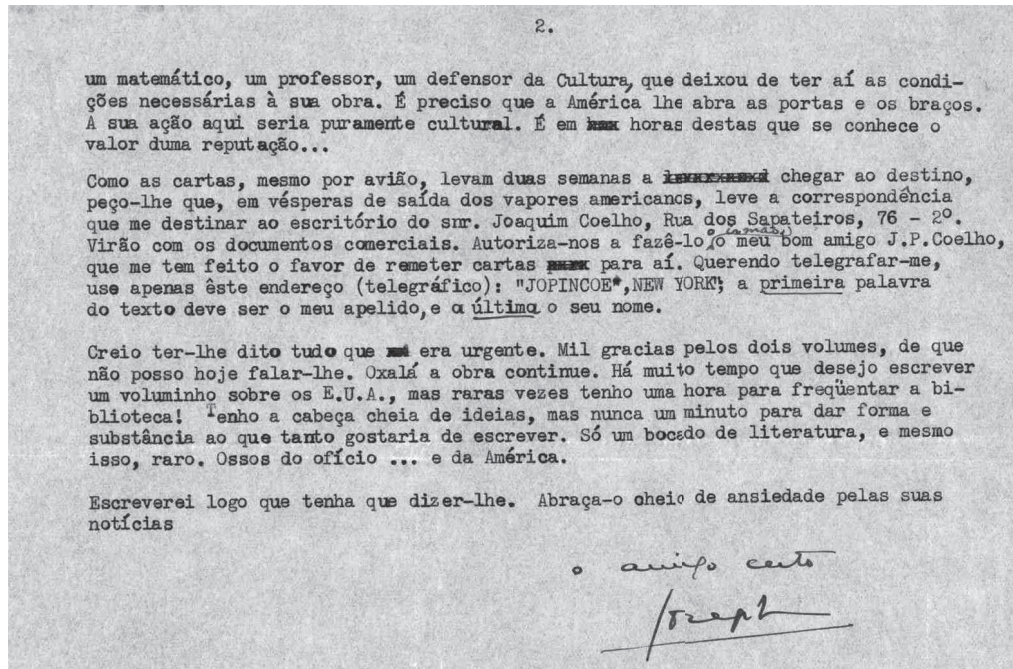 2.
um matemático, um professor, um defensor da Cultura, que deixou de ter aí as condi-
ções necessárias à sua obra. É preciso que a América lhe abra as portas e os braços.
A sua ação aqui seria puramente cultural. É em horas destas que se conhece o
valor duma reputação...
Como as cartas, mesmo por avião, levam duas semanas a chegar ao destino,
peço-lhe que, em vésperas de saída dos vapores americanos, leve a correspondência
que me destinar ao escritório do snr. Joaquim Coelho, Rua dos Sapateiros, 76 - 2º.
Virão com os documentos comerciais. Autoriza-nos a fazê-lo, o meu bom amigo J.P.Coelho,
que me tem feito o favor de remeter cartas para aí. Querendo telegrafar-me,
use apenas êste endereço (telegráfico): "JOPINCOE",NEW YORK"; a primeira palavra
do texto deve ser o meu apelido, e a última o seu nome.
Creio ter-lhe dito tudo que era urgente. Mil gracias pelos dois volumes, de que
não posso hoje falar-lhe. Oxalá a obra continue. Há muito tempo que desejo escrever
um voluminho sobre os E.U.A., mas raras vezes tenho uma hora para freqüentar a bi-
blioteca! Tenho a cabeça cheia de ideias, mas nunca um minuto para dar forma e
substância ao que tanto gostaria de escrever. Só um bocado de literatura, e mesmo
isso, raro. Ossos do ofício ... e da América.
Escreverei logo que tenha que dizer-lhe. Abraça-o cheio de ansiedade pelas suas
notícias
o amigo certo
Joseph